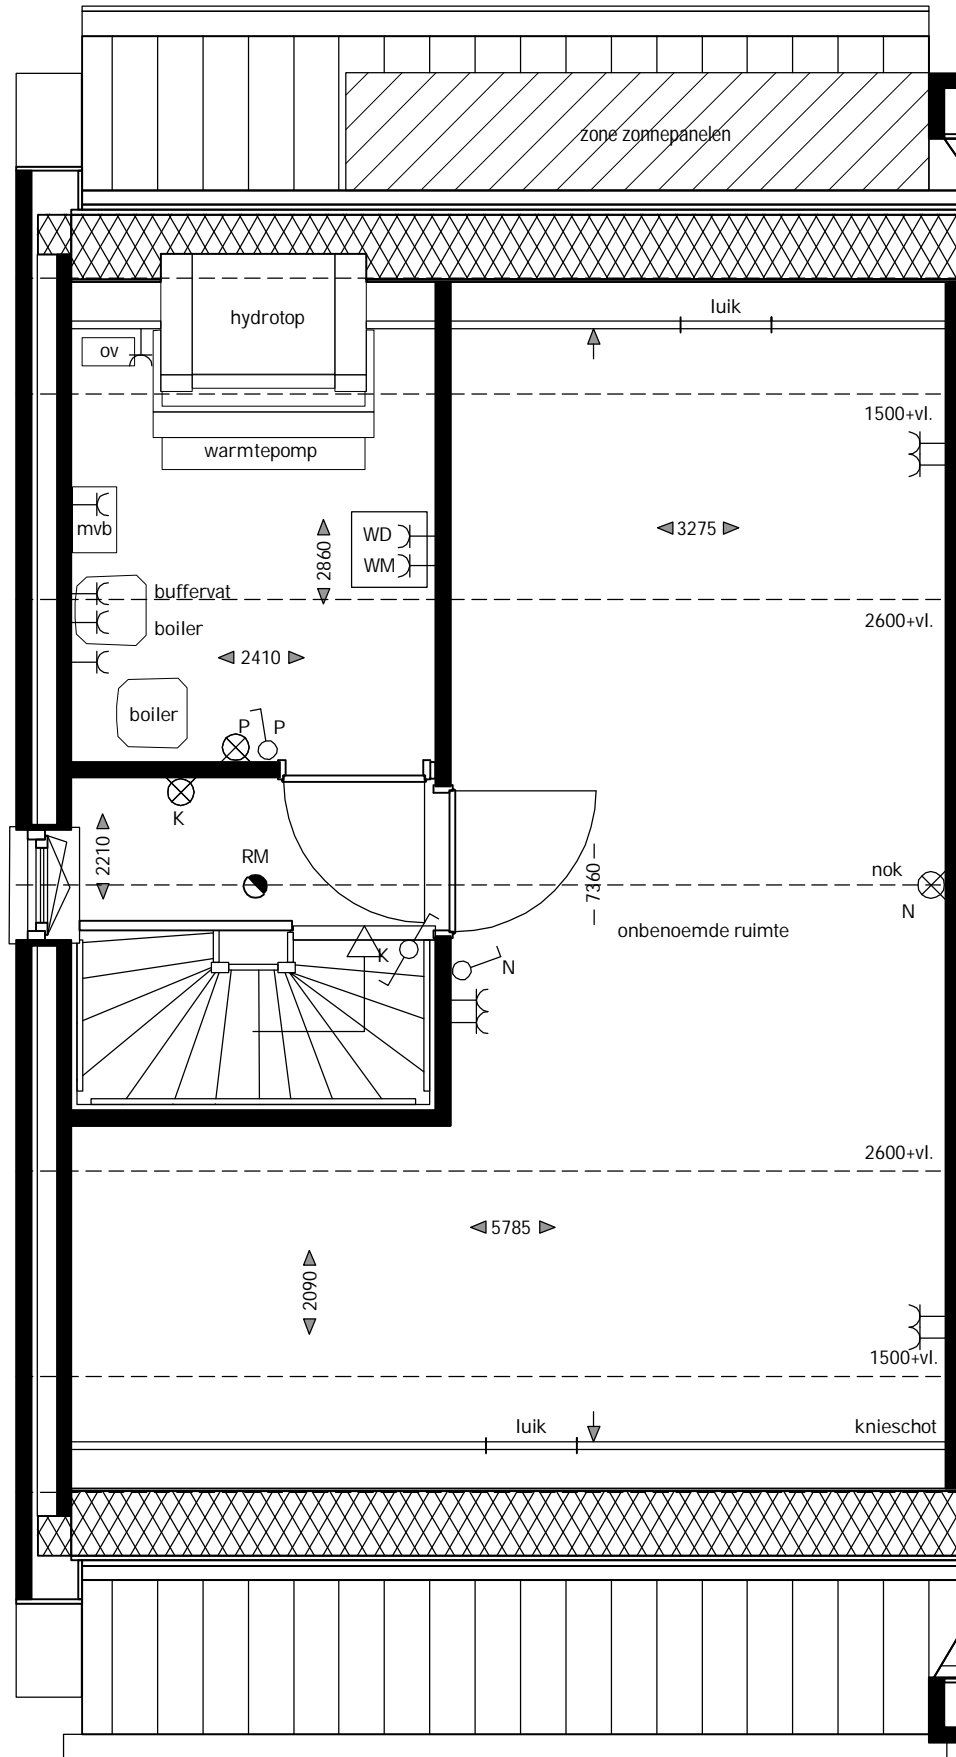 zone zonnepanelen
luik
hydrotop
ov
1500+vl.
warmtepomp
mvb
WD
WM
2860
3275
buffervat
boiler
2600+vl.
2410
boiler
P
P
K
2210
RM
7360
nok
N
onbenoemde ruimte
K
N
2600+vl.
5785
2090
1500+vl.
luik
knieschot